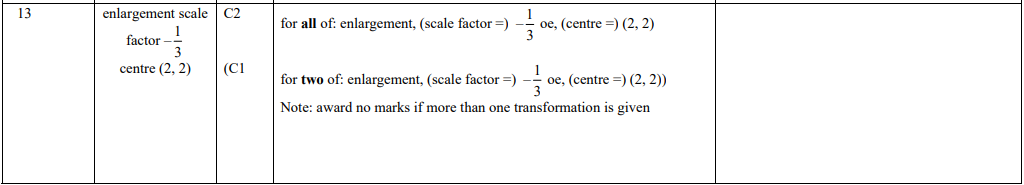 13 enlargement scale factor −1/3 centre (2, 2) C2 for all of: enlargement, (scale factor =) −1/3 oe, (centre =) (2, 2)
(C1 for two of: enlargement, (scale factor =) −1/3 oe, (centre =) (2, 2))
Note: award no marks if more than one transformation is given